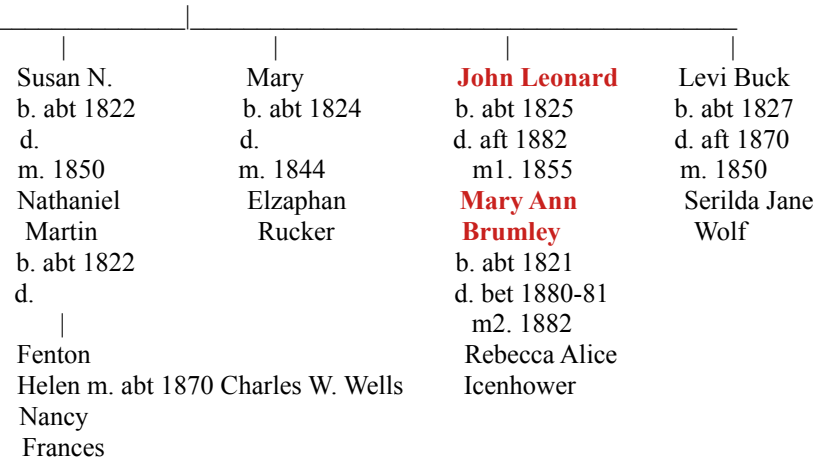 Susan N. Mary John Leonard Levi Buck
b. abt 1822 b. abt 1824 b. abt 1825 b. abt 1827
d. d. d. aft 1882 d. aft 1870
m. 1850 m. 1844 m1. 1855 m. 1850
Nathaniel Elzaphan Mary Ann Serilda Jane
Martin Rucker Brumley Wolf
b. abt 1822 b. abt 1821
d. d. bet 1880-81
m2. 1882
Fenton Rebecca Alice
Helen m. abt 1870 Charles W. Wells Icenhower
Nancy
Frances